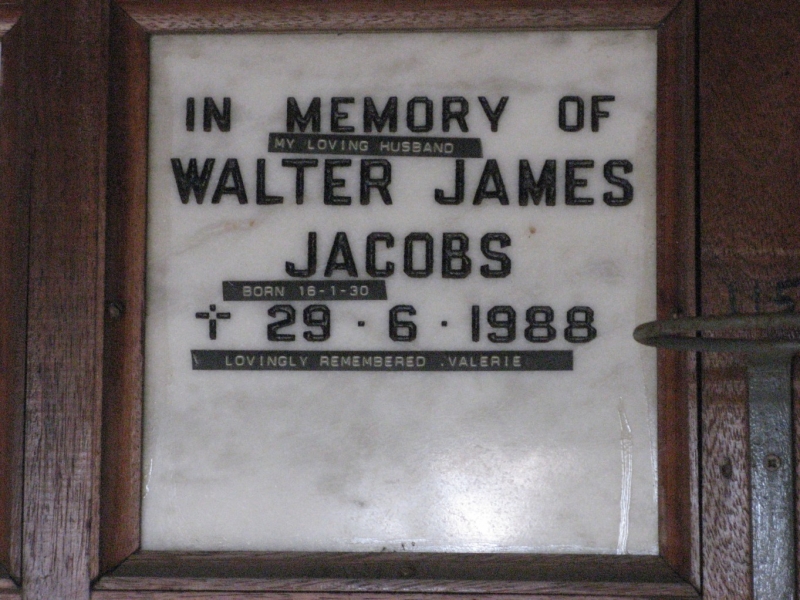 IN MEMORY OF
MY LOVING HUSBAND
WALTER JAMES
JACOBS
BORN 16-1-30
29 · 6 · 1988
LOVINGLY REMEMBERED .VALERIE